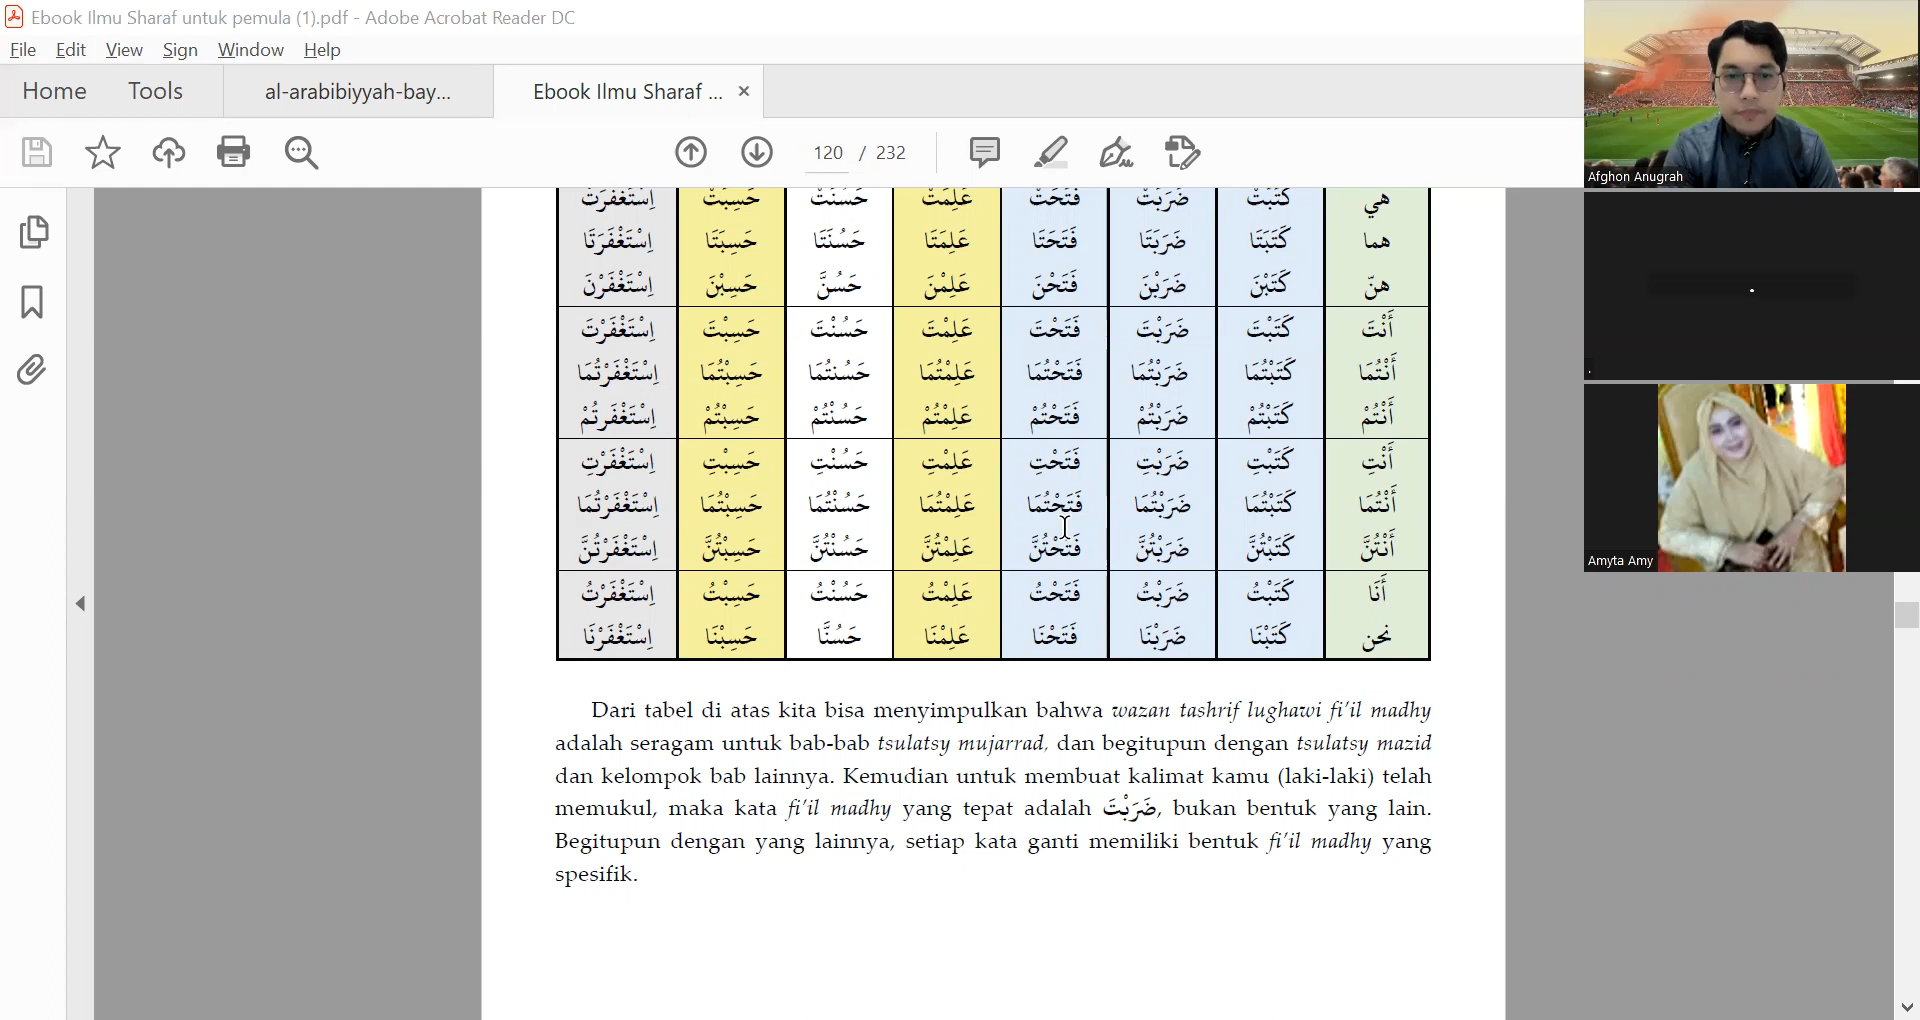 Ebook Ilmu Sharaf untuk pemula (1).pdf - Adobe Acrobat Reader DC
File Edit View Sign Window Help
Home Tools al-arabibiyyah-bay... Ebook Ilmu Sharaf ... ×
120 / 232
هي كَتَبَتْ ضَرَبَتْ فَتَحَتْ عَلِمَتْ حَسُنَتْ حَسِبَتْ اِسْتَغْفَرَتْ
هما كَتَبَتَا ضَرَبَتَا فَتَحَتَا عَلِمَتَا حَسُنَتَا حَسِبَتَا اِسْتَغْفَرَتَا
هنّ كَتَبْنَ ضَرَبْنَ فَتَحْنَ عَلِمْنَ حَسُنَّ حَسِبْنَ اِسْتَغْفَرْنَ
أَنْتَ كَتَبْتَ ضَرَبْتَ فَتَحْتَ عَلِمْتَ حَسُنْتَ حَسِبْتَ اِسْتَغْفَرْتَ
أَنْتُمَا كَتَبْتُمَا ضَرَبْتُمَا فَتَحْتُمَا عَلِمْتُمَا حَسُنتُمَا حَسِبْتُمَا اِسْتَغْفَرْتُمَا
أَنْتُمْ كَتَبْتُمْ ضَرَبْتُمْ فَتَحْتُمْ عَلِمْتُمْ حَسُنْتُمْ حَسِبْتُمْ اِسْتَغْفَرتُمْ
أَنْتِ كَتَبْتِ ضَرَبْتِ فَتَحْتِ عَلِمْتِ حَسُنْتِ حَسِبْتِ اِسْتَغْفَرْتِ
أَنْتُمَا كَتَبْتُمَا ضَرَبْتُمَا فَتَحْتُمَا عَلِمْتُمَا حَسُنْتُمَا حَسِبْتُمَا اِسْتَغْفَرْتُمَا
أَنْتُنَّ كَتَبْتُنَّ ضَرَبْتُنَّ فَتَحْتُنَّ عَلِمْتُنَّ حَسُنْتُنَّ حَسِبْتُنَّ اِسْتَغْفَرْتُنَّ
أَنَا كَتَبْتُ ضَرَبْتُ فَتَحْتُ عَلِمْتُ حَسُنْتُ حَسِبْتُ اِسْتَغْفَرْتُ
نحن كَتَبْنَا ضَرَبْنَا فَتَحْنَا عَلِمْنَا حَسُنَّا حَسِبْنَا اِسْتَغْفَرْنَا
Dari tabel di atas kita bisa menyimpulkan bahwa wazan tashrif lughawi fi’il madhy
adalah seragam untuk bab-bab tsulatsy mujarrad, dan begitupun dengan tsulatsy mazid
dan kelompok bab lainnya. Kemudian untuk membuat kalimat kamu (laki-laki) telah
memukul, maka kata fi’il madhy yang tepat adalah ضَرَبْتَ, bukan bentuk yang lain.
Begitupun dengan yang lainnya, setiap kata ganti memiliki bentuk fi’il madhy yang
spesifik.
Afghon Anugrah
.
.
Amyta Amy